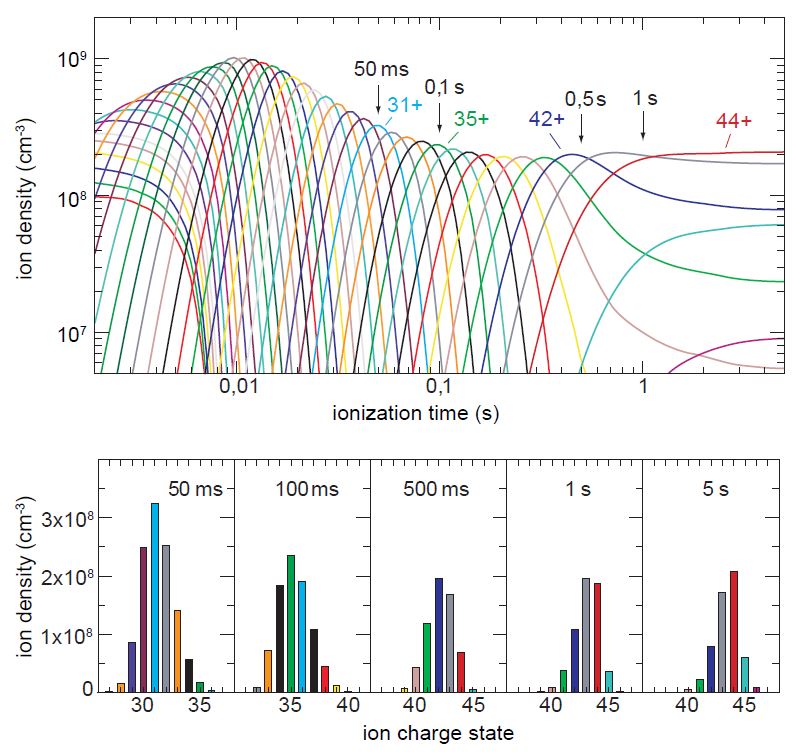 10⁹
10⁸
10⁷
ion density (cm⁻³)
50 ms
0,1 s
0,5s
1 s
31+
35+
42+
44+
0,01
0,1
1
ionization time (s)
50 ms
100 ms
500 ms
1 s
5 s
3x10⁸
2x10⁸
1x10⁸
0
ion density (cm⁻³)
30 35 35 40 40 45 40 45 40 45
ion charge state